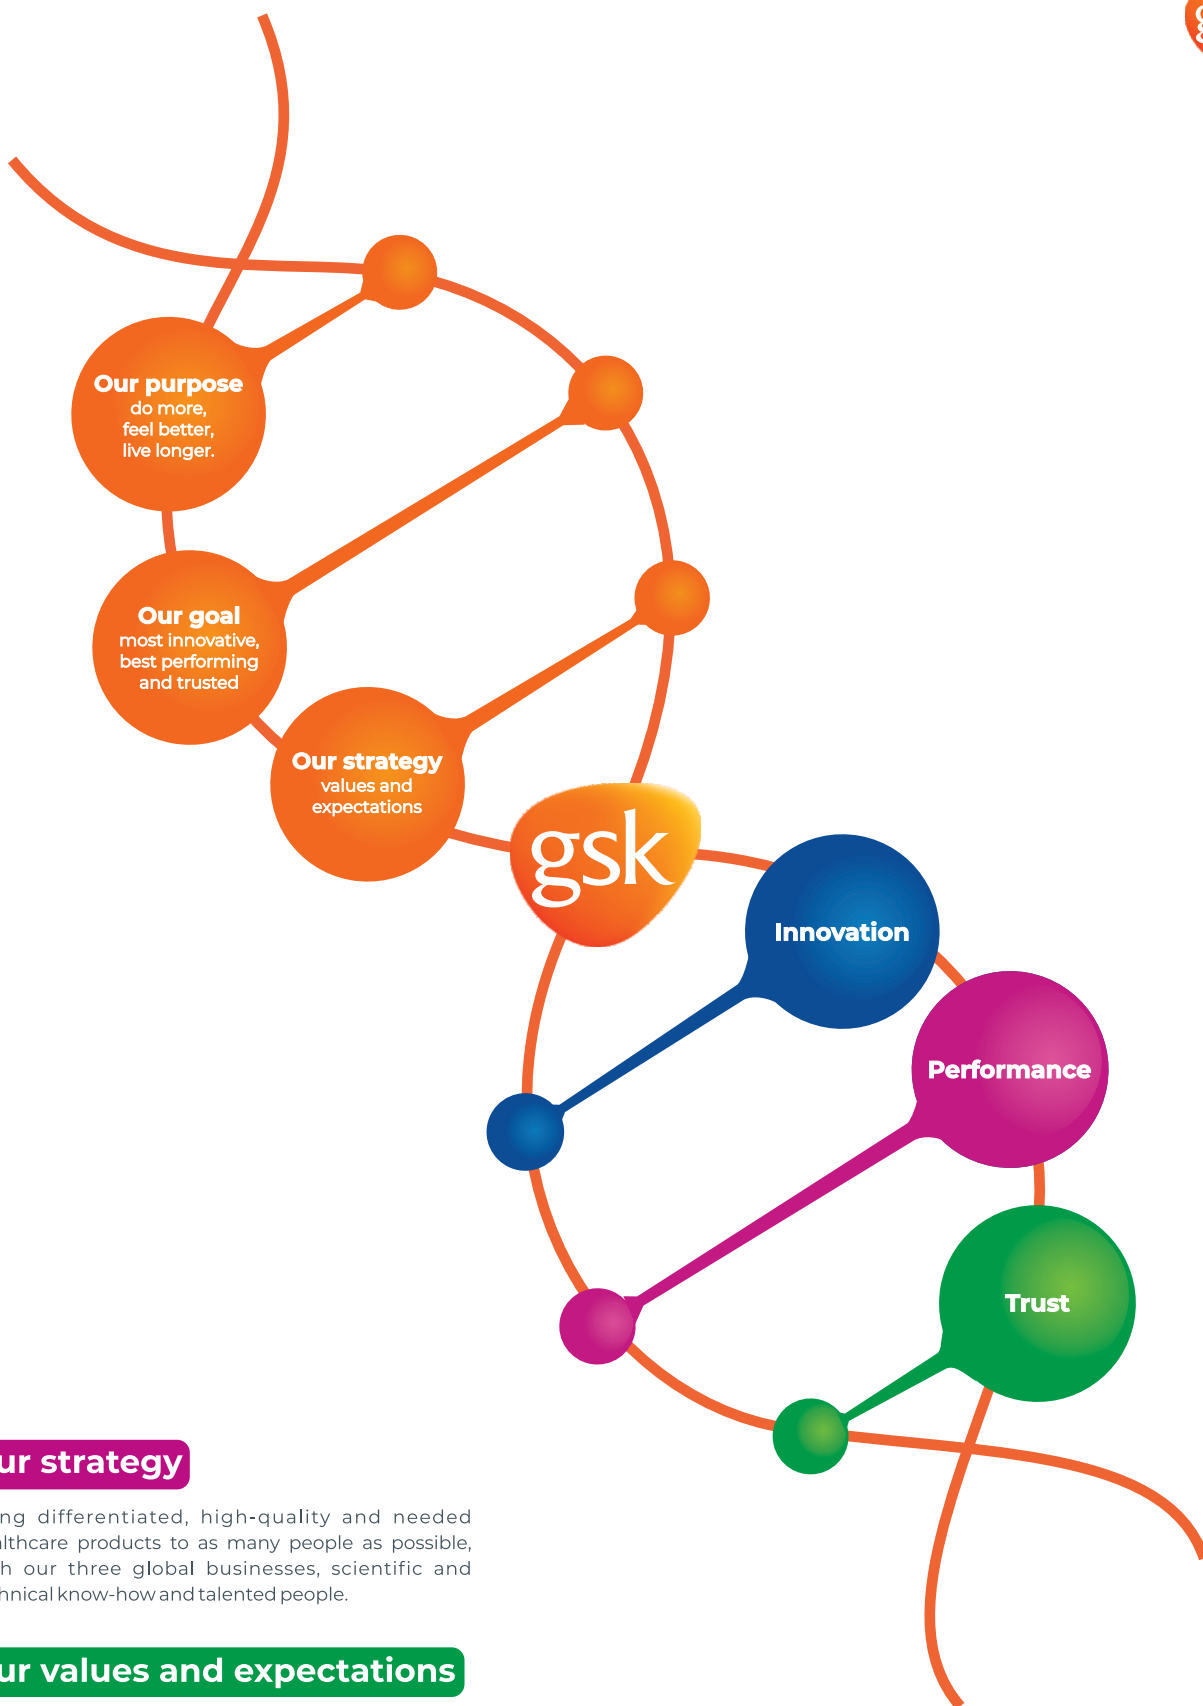 Our purpose
do more,
feel better,
live longer.
Our goal
most innovative,
best performing
and trusted
Our strategy
values and
expectations
gsk
Innovation
Performance
Trust
ur strategy
ng differentiated, high-quality and needed
lthcare products to as many people as possible,
h our three global businesses, scientific and
hnical know-how and talented people.
ur values and expectations